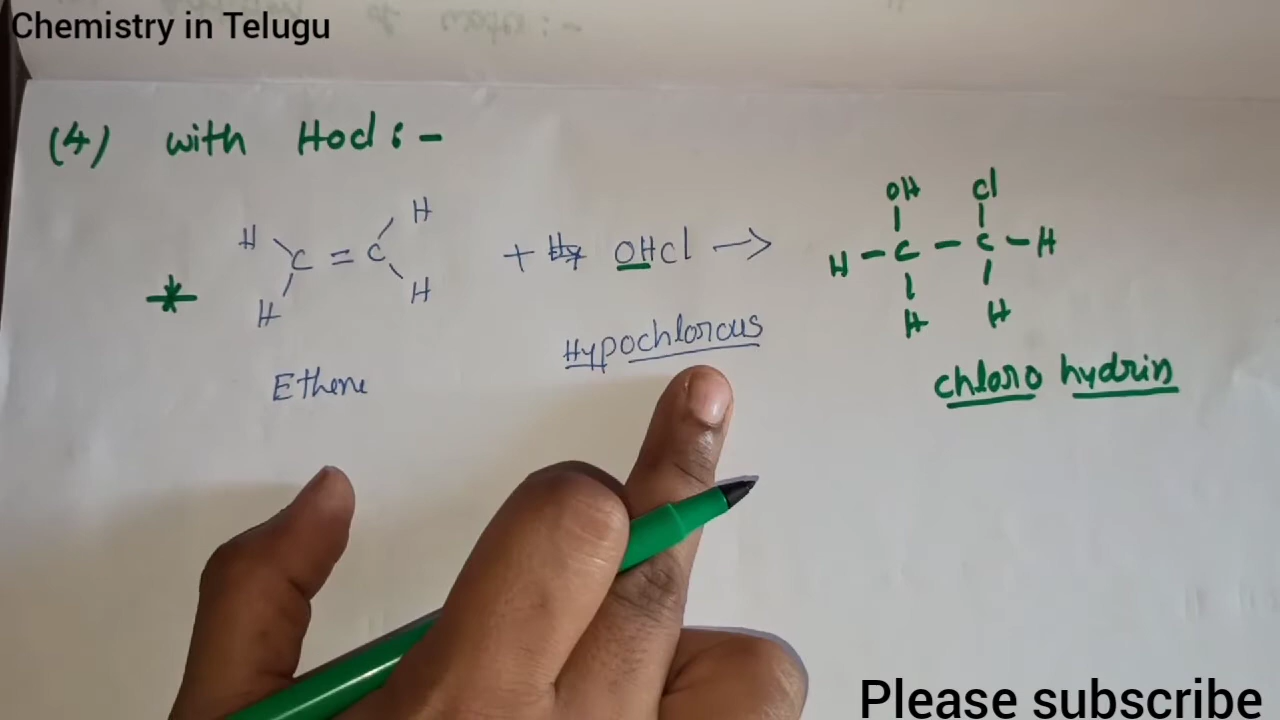 Chemistry in Telugu
(4) with Hocl :-
OH Cl
H C = C H + OHCl → H - C - C - H
H H H H
Hypochlorous
Ethene chloro hydrin
Please subscribe